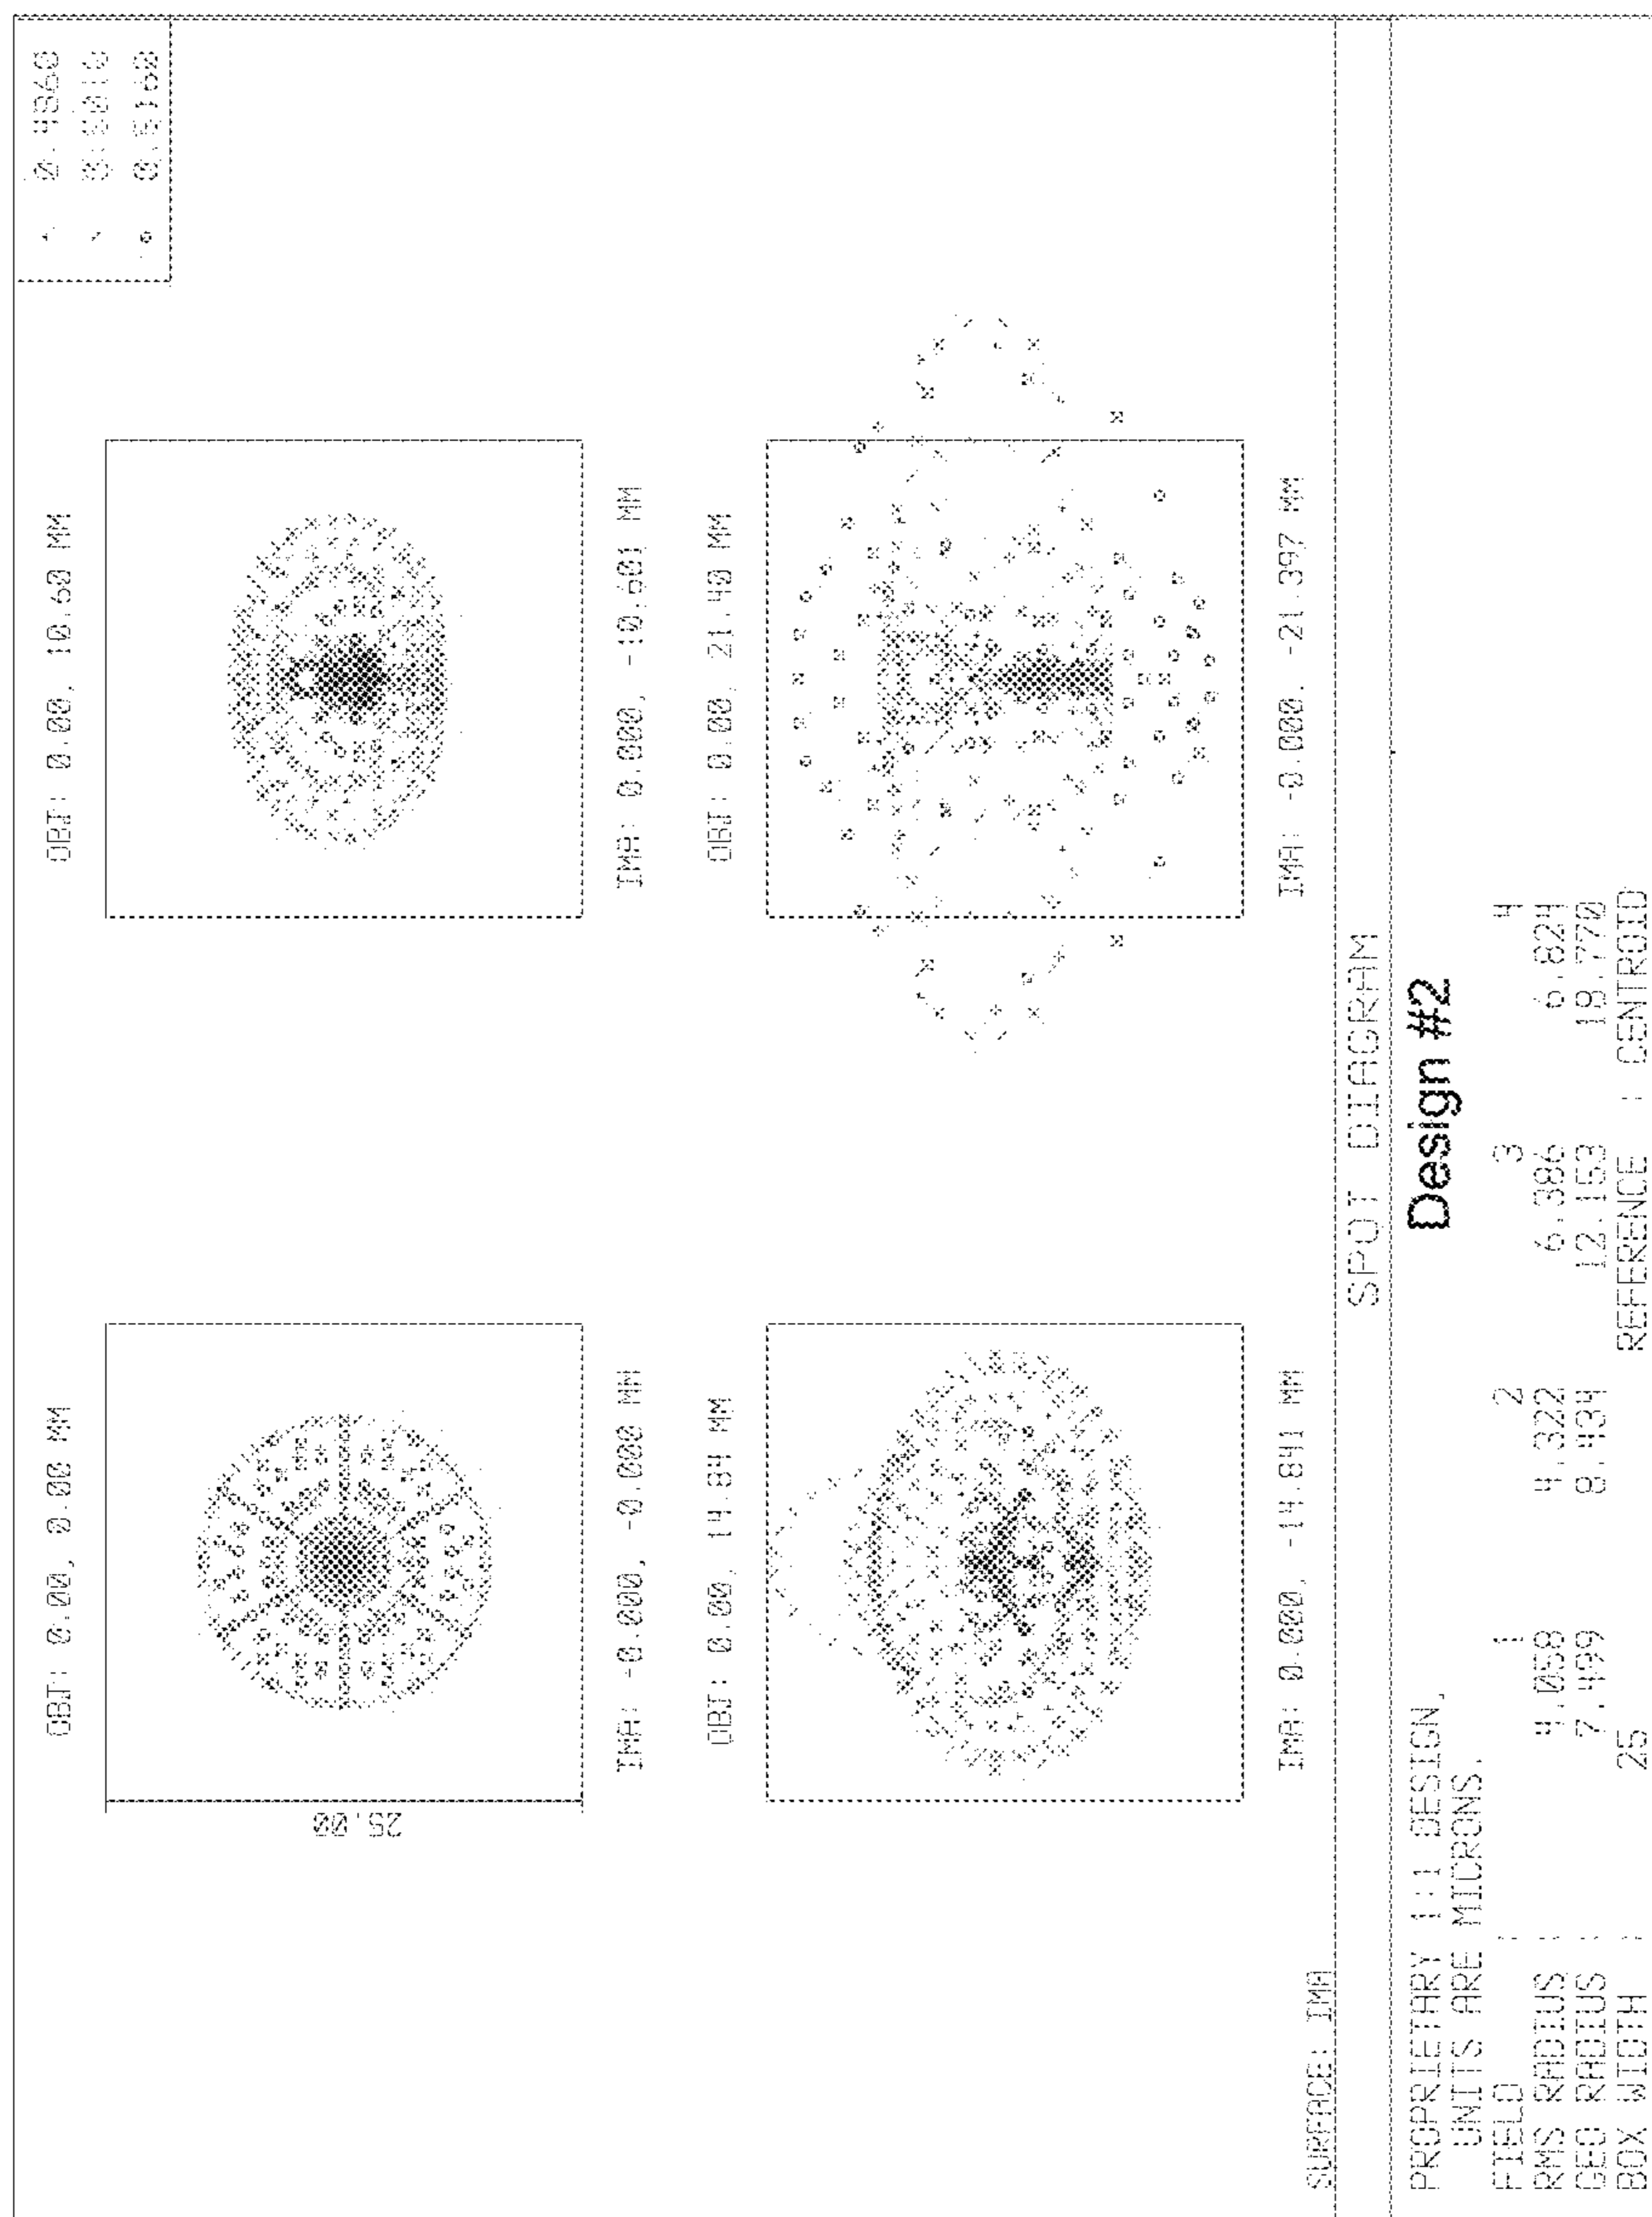 + 0.4860
0.5160
OBJ: 0.00, 0.00 MM
OBJ: 0.00, 10.60 MM
25.00
IMA: -0.000, -0.000 MM
IMA: 0.000, -10.601 MM
OBJ: 0.00, 14.84 MM
OBJ: 0.00, 21.40 MM
IMA: 0.000, -14.841 MM
IMA: -0.000, -21.397 MM
SURFACE: IMA
SPOT DIAGRAM
Design #2
PROPRIETARY 1:1 DESIGN.
UNITS ARE MICRONS.
FIELD : 1 2 3 4
RMS RADIUS : 4.058 4.322 6.386 6.824
GEO RADIUS : 7.499 8.434 12.153 18.770
BOX WIDTH : 25 REFERENCE : CENTROID